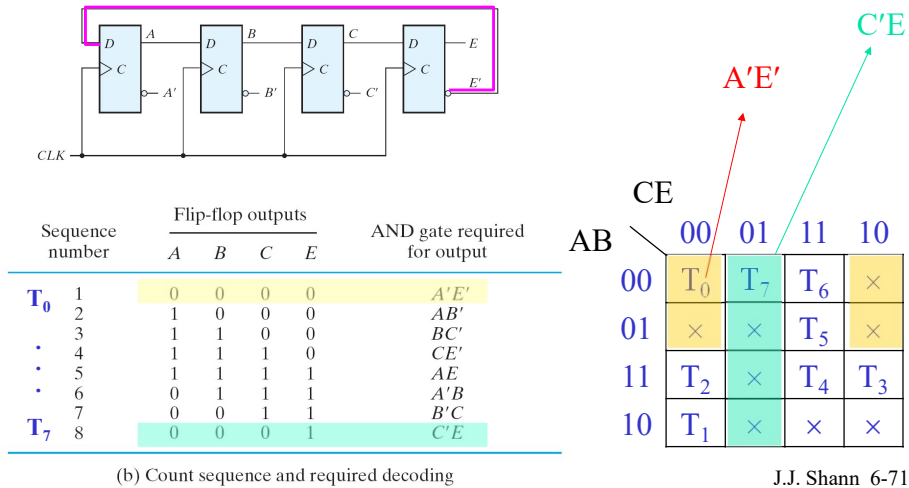 C′E
A′E′
D A D B D C D E
C C C C E′
A′ B′ C′
CLK
Flip-flop outputs
Sequence number
A B C E
AND gate required for output
T0 1 0 0 0 0 A′E′
2 1 0 0 0 AB′
3 1 1 0 0 BC′
4 1 1 1 0 CE′
5 1 1 1 1 AE
6 0 1 1 1 A′B
7 0 0 1 1 B′C
T7 8 0 0 0 1 C′E
(b) Count sequence and required decoding
CE
AB 00 01 11 10
00 T0 T7 T6 ×
01 × × T5 ×
11 T2 × T4 T3
10 T1 × × ×
J.J. Shann 6-71